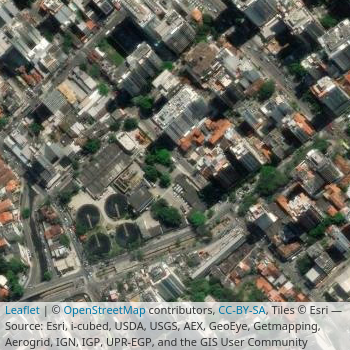 Leaflet | © OpenStreetMap contributors, CC-BY-SA, Tiles © Esri —
Source: Esri, i-cubed, USDA, USGS, AEX, GeoEye, Getmapping,
Aerogrid, IGN, IGP, UPR-EGP, and the GIS User Community